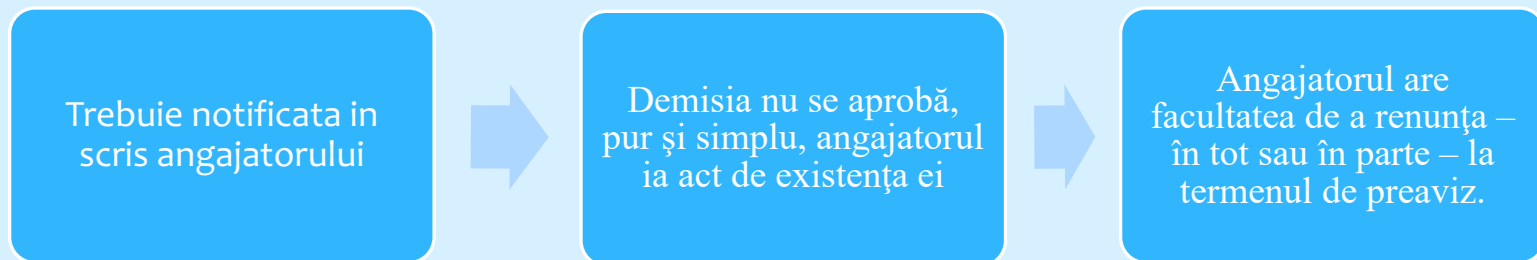 Trebuie notificata in
scris angajatorului
Demisia nu se aprobă,
pur şi simplu, angajatorul
ia act de existenţa ei
Angajatorul are
facultatea de a renunţa –
în tot sau în parte – la
termenul de preaviz.